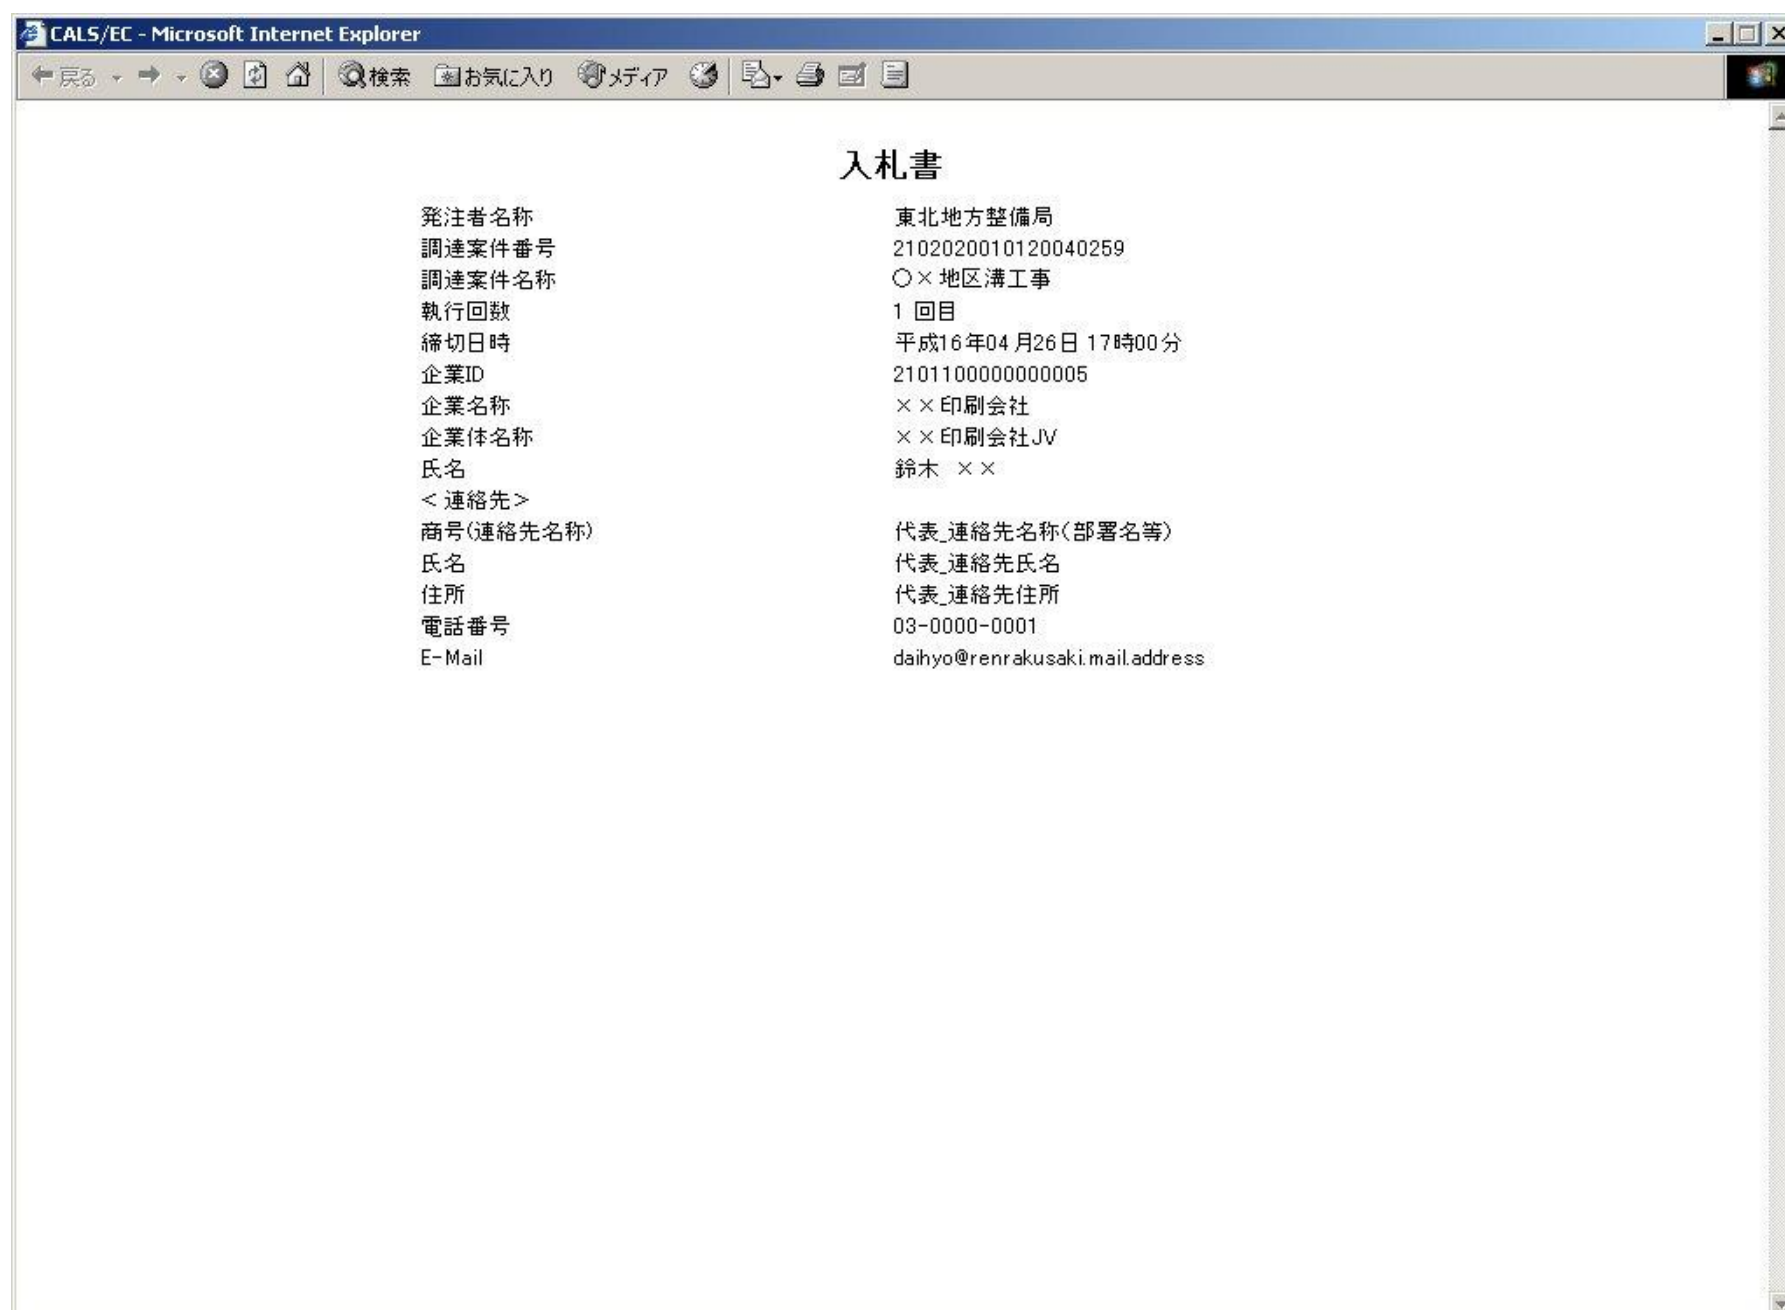 CALS/EC - Microsoft Internet Explorer
戻る 検索 お気に入り メディア
入札書
発注者名称 東北地方整備局
調達案件番号 2102020010120040259
調達案件名称 〇×地区溝工事
執行回数 1 回目
締切日時 平成16年04月26日 17時00分
企業ID 2101100000000005
企業名称 ××印刷会社
企業体名称 ××印刷会社JV
氏名 鈴木 ××
<連絡先>
商号(連絡先名称) 代表_連絡先名称(部署名等)
氏名 代表_連絡先氏名
住所 代表_連絡先住所
電話番号 03-0000-0001
E-Mail daihyo@renrakusaki.mail.address